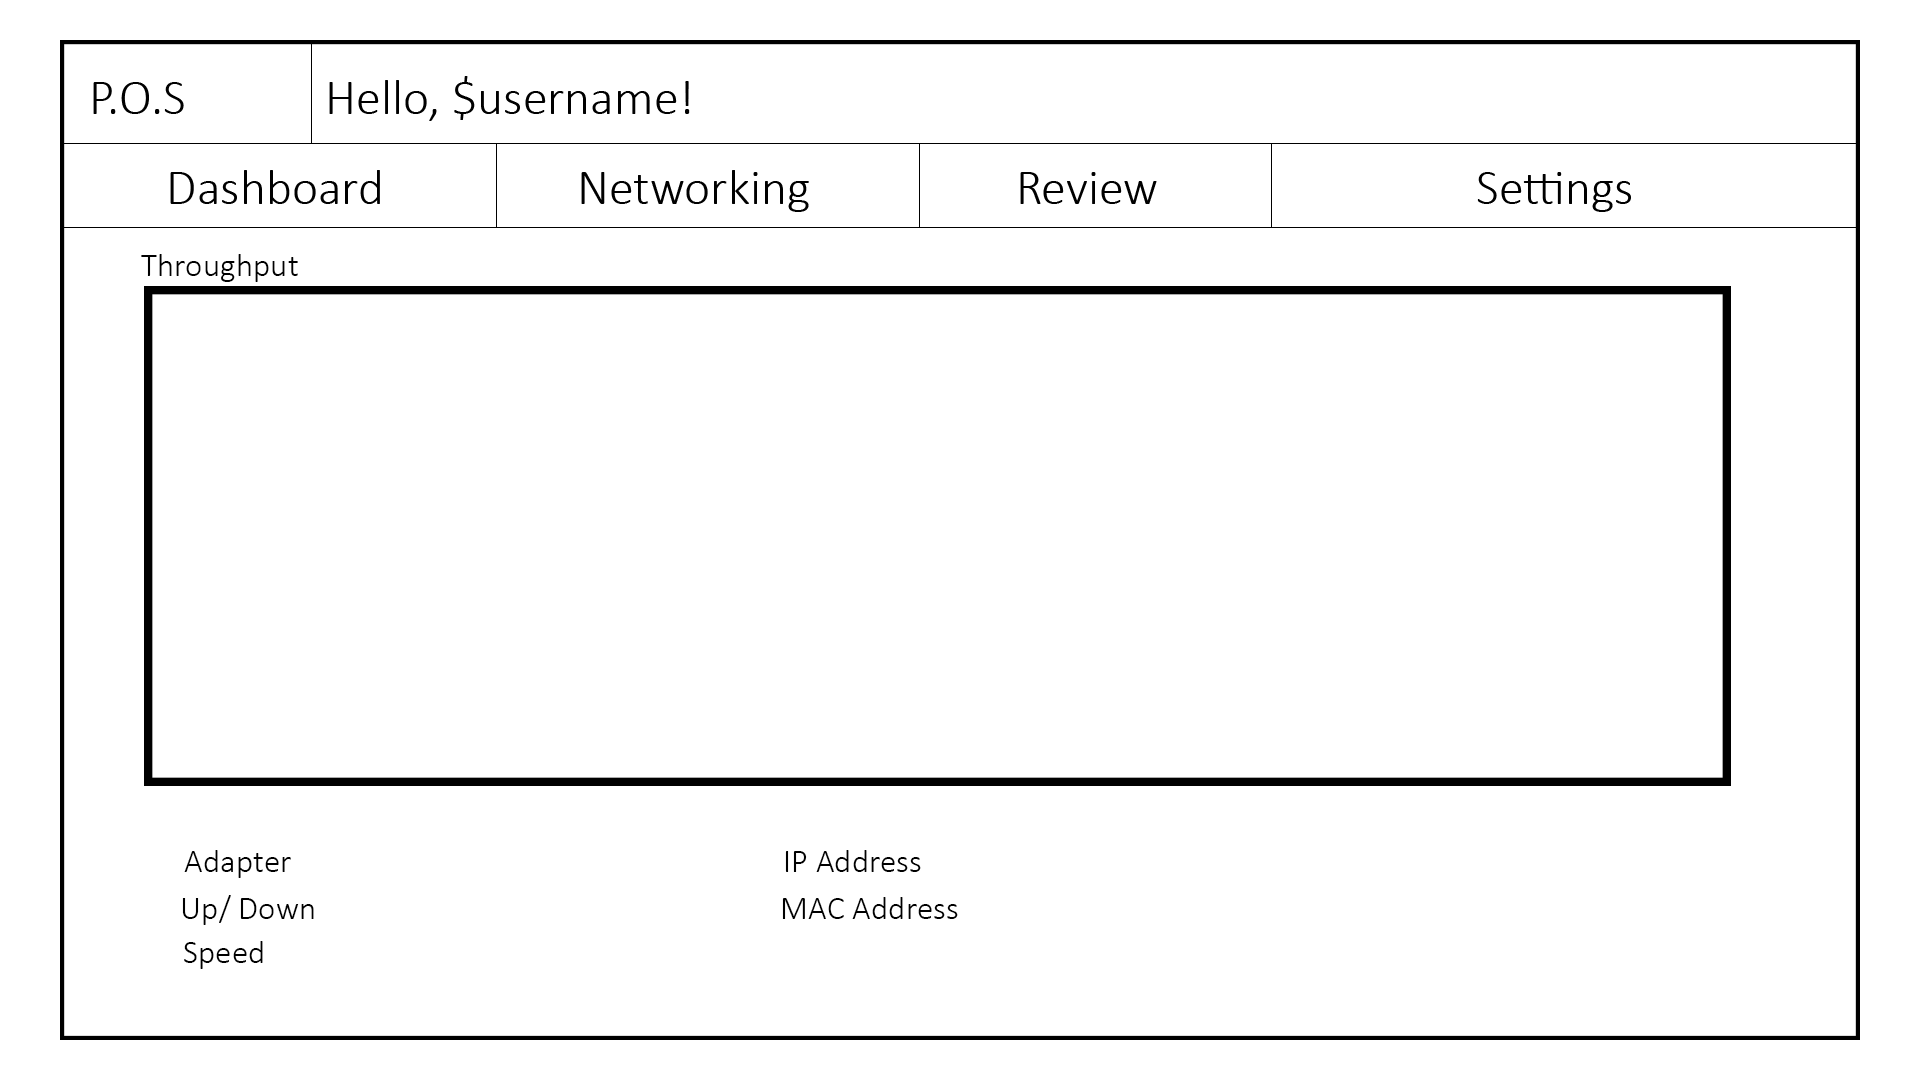 P.O.S
Hello, $username!
Dashboard
Networking
Review
Settings
Throughput
Adapter
IP Address
Up/ Down
MAC Address
Speed